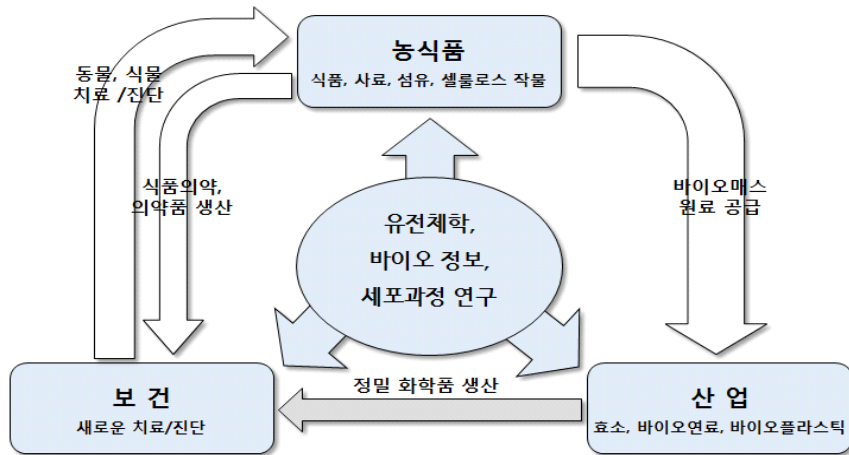 농식품
식품, 사료, 섬유, 셀룰로스 작물
동물, 식물
치료 /진단
식품의약,
의약품 생산
바이오매스
원료 공급
유전체학,
바이오 정보,
세포과정 연구
정밀 화학품 생산
보 건
새로운 치료/진단
산 업
효소, 바이오연료, 바이오플라스틱